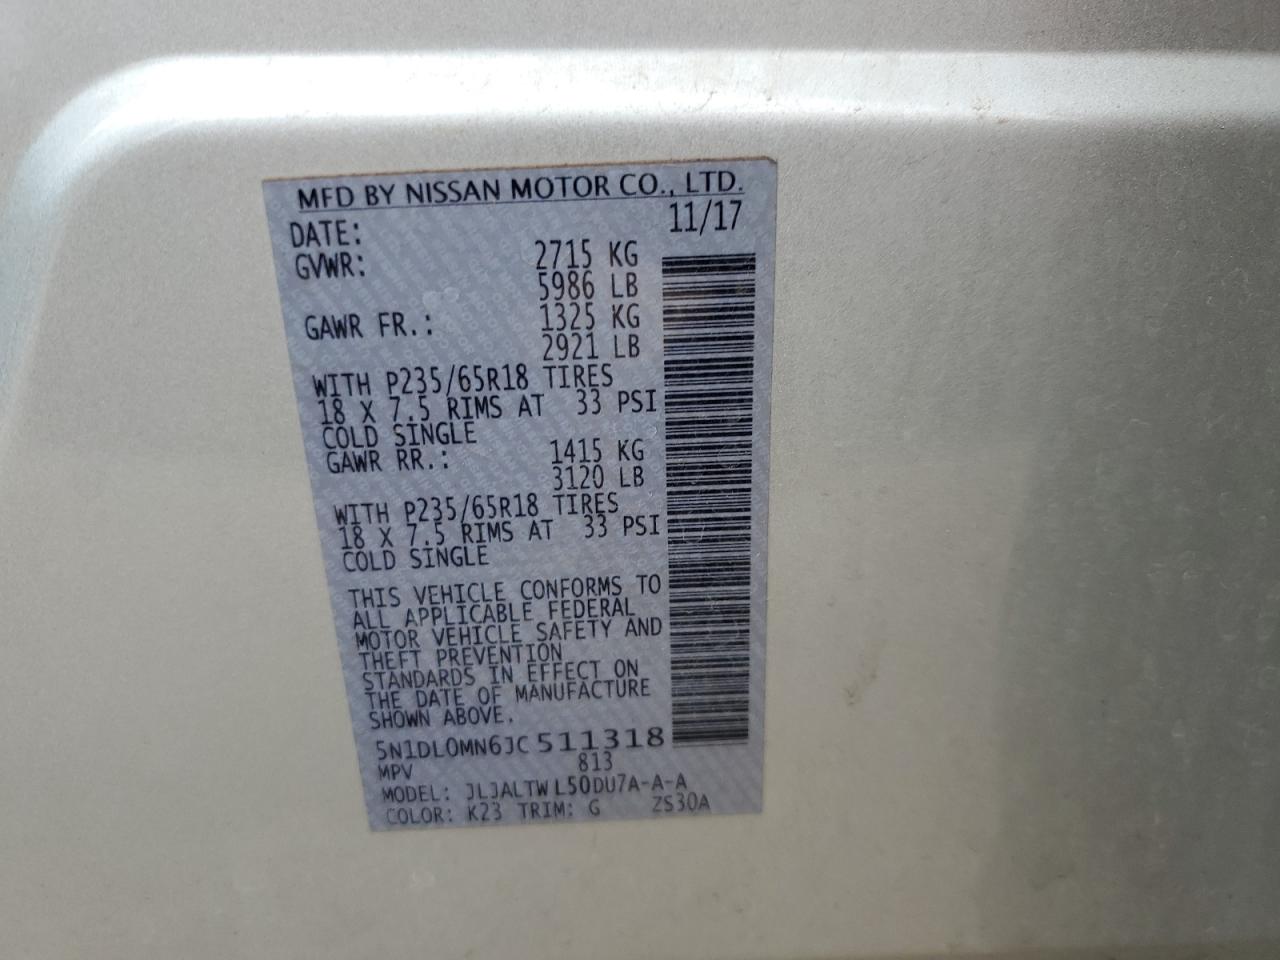 MFD BY NISSAN MOTOR CO., LTD.
DATE: 11/17
GVWR: 2715 KG
5986 LB
GAWR FR.: 1325 KG
2921 LB
WITH P235/65R18 TIRES
18 X 7.5 RIMS AT 33 PSI
COLD SINGLE
GAWR RR.: 1415 KG
3120 LB
WITH P235/65R18 TIRES
18 X 7.5 RIMS AT 33 PSI
COLD SINGLE
THIS VEHICLE CONFORMS TO
ALL APPLICABLE FEDERAL
MOTOR VEHICLE SAFETY AND
THEFT PREVENTION
STANDARDS IN EFFECT ON
THE DATE OF MANUFACTURE
SHOWN ABOVE.
5N1DL0MN6JC511318
MPV 813
MODEL: JLJALTWL50DU7A-A-A
COLOR: K23 TRIM: G ZS30A